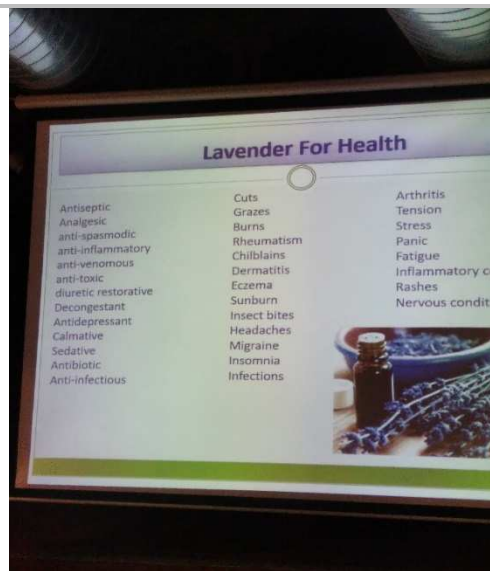 Lavender For Health
Antiseptic
Analgesic
anti-spasmodic
anti-inflammatory
anti-venomous
anti-toxic
diuretic restorative
Decongestant
Antidepressant
Calmative
Sedative
Antibiotic
Anti-infectious
Cuts
Grazes
Burns
Rheumatism
Chilblains
Dermatitis
Eczema
Sunburn
Insect bites
Headaches
Migraine
Insomnia
Infections
Arthritis
Tension
Stress
Panic
Fatigue
Inflammatory
Rashes
Nervous